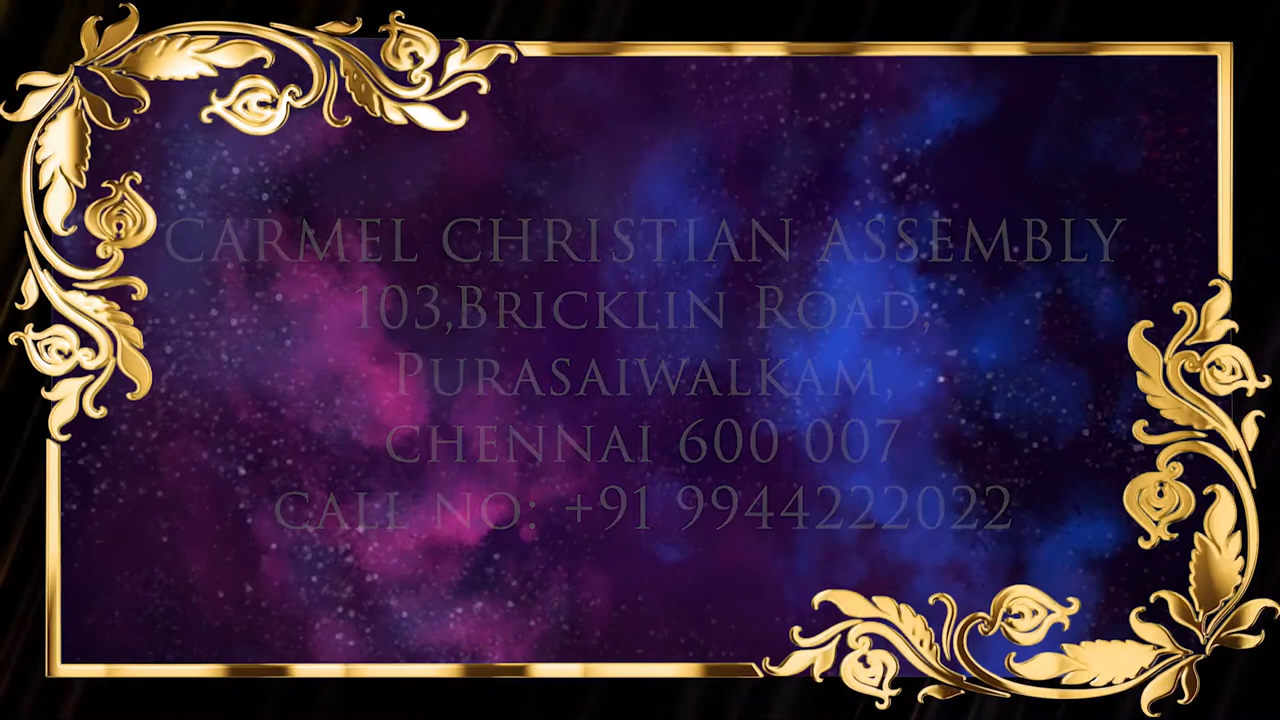 CARMEL CHRISTIAN ASSEMBLY
103,BRICKLIN ROAD,
PURASAIWALKAM,
CHENNAI 600 007
CALL NO: +91 9944222022